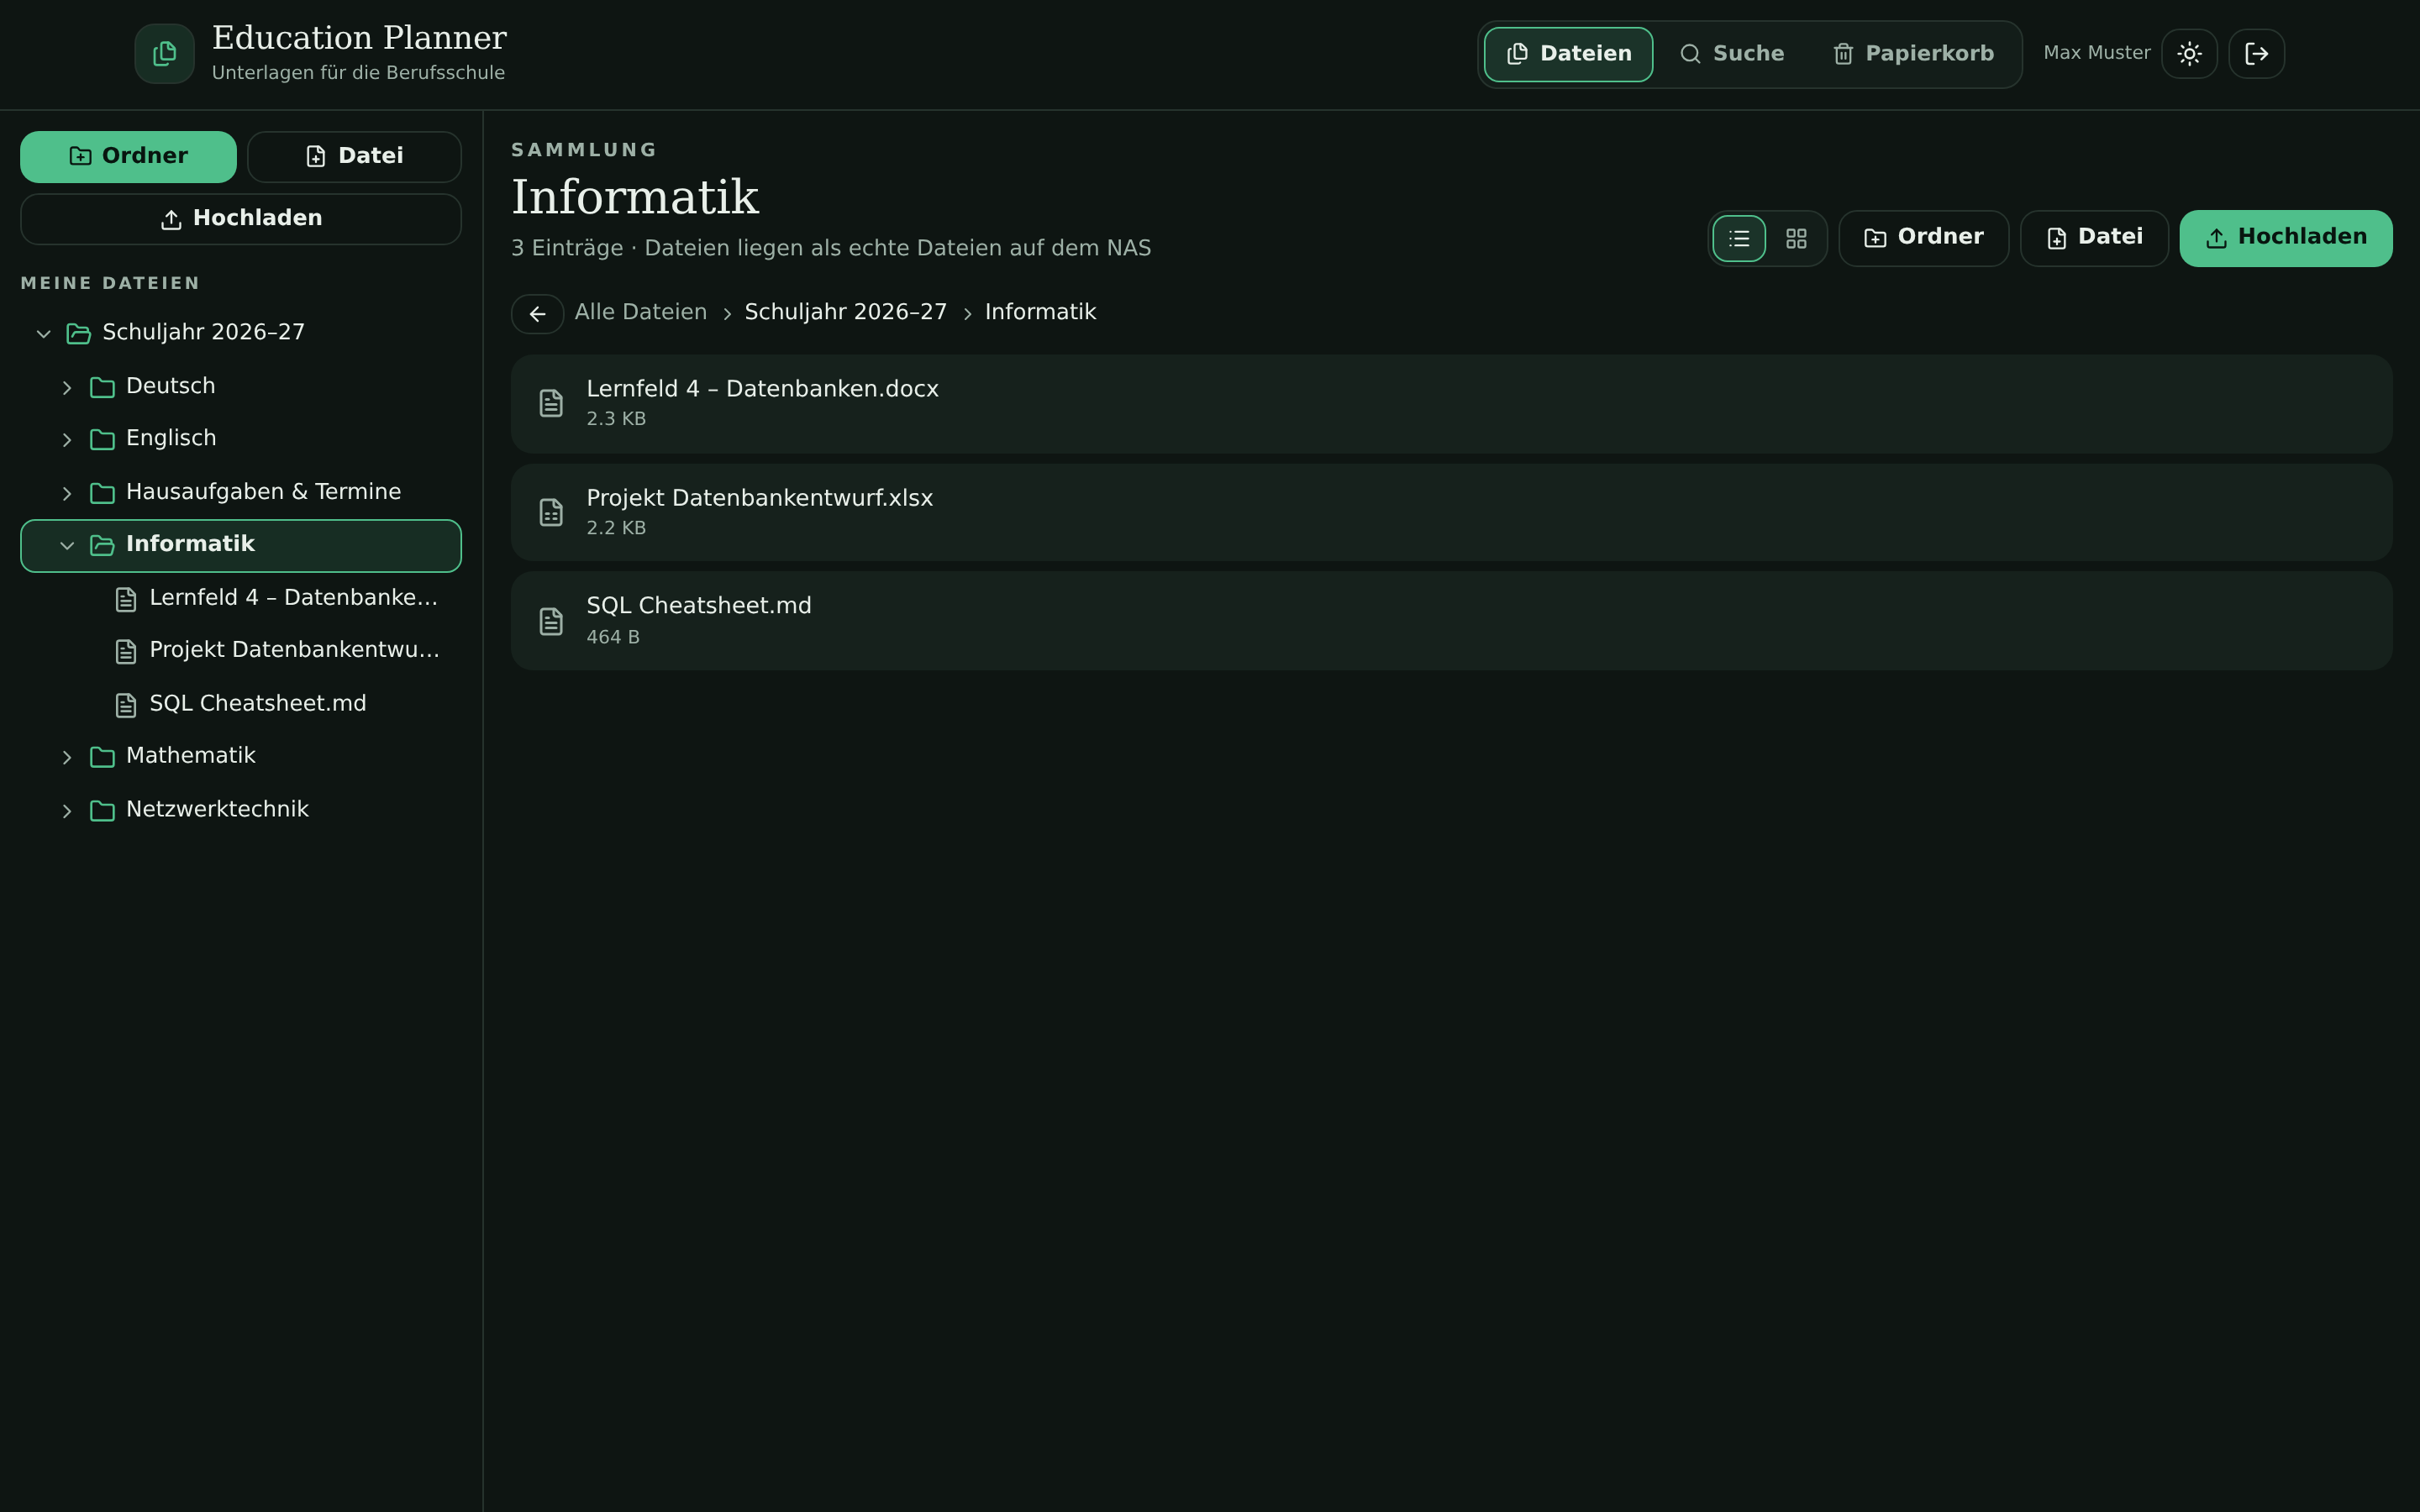 Education Planner
Unterlagen für die Berufsschule
Dateien
Suche
Papierkorb
Max Muster
Ordner
Datei
Hochladen
MEINE DATEIEN
Schuljahr 2026–27
Deutsch
Englisch
Hausaufgaben & Termine
Informatik
Lernfeld 4 – Datenbanke…
Projekt Datenbankentwu…
SQL Cheatsheet.md
Mathematik
Netzwerktechnik
SAMMLUNG
Informatik
3 Einträge · Dateien liegen als echte Dateien auf dem NAS
Ordner
Datei
Hochladen
Alle Dateien
Schuljahr 2026–27
Informatik
Lernfeld 4 – Datenbanken.docx
2.3 KB
Projekt Datenbankentwurf.xlsx
2.2 KB
SQL Cheatsheet.md
464 B